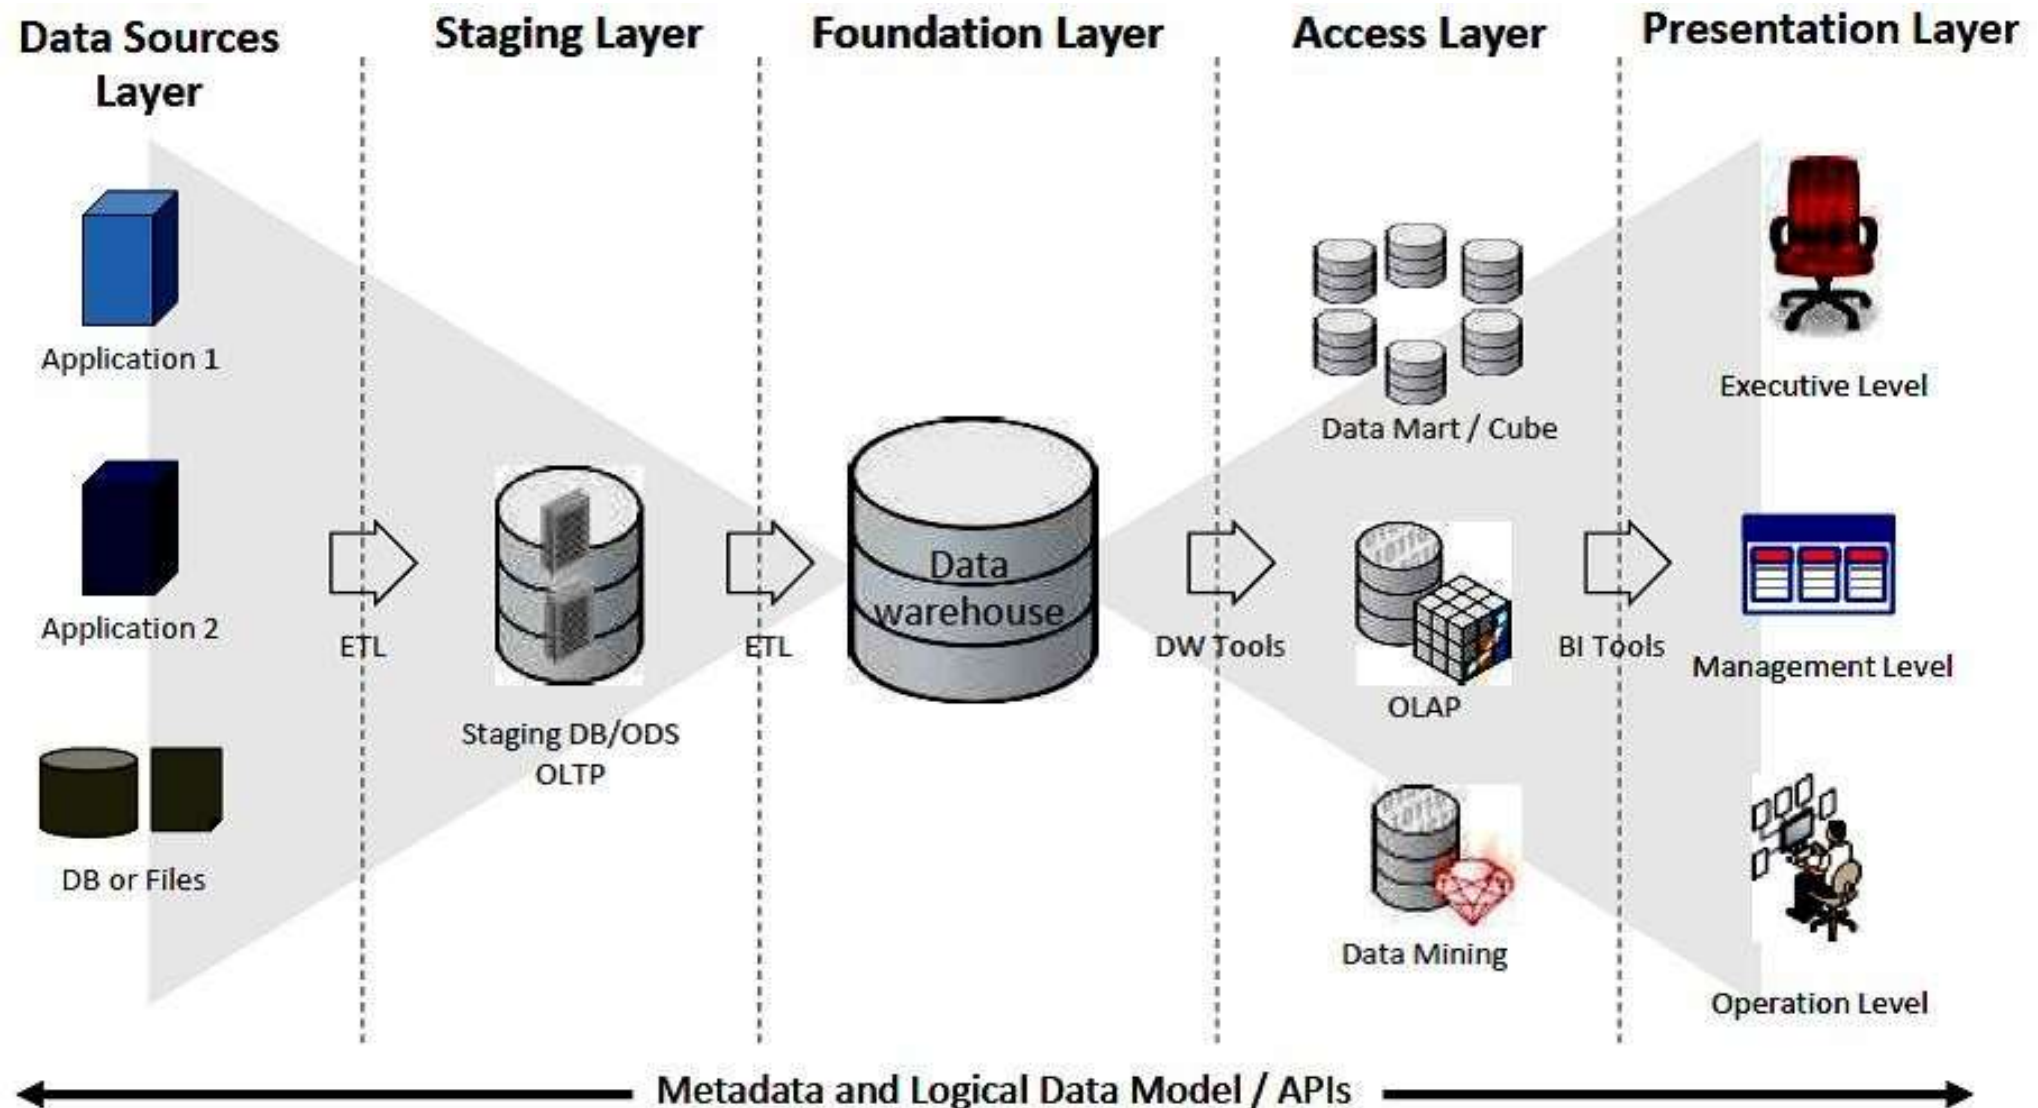 Data Sources
Layer
Staging Layer
Foundation Layer
Access Layer
Presentation Layer
Application 1
Application 2
DB or Files
ETL
Staging DB/ODS
OLTP
ETL
Data
warehouse
DW Tools
Data Mart / Cube
OLAP
Data Mining
BI Tools
Executive Level
Management Level
Operation Level
Metadata and Logical Data Model / APIs